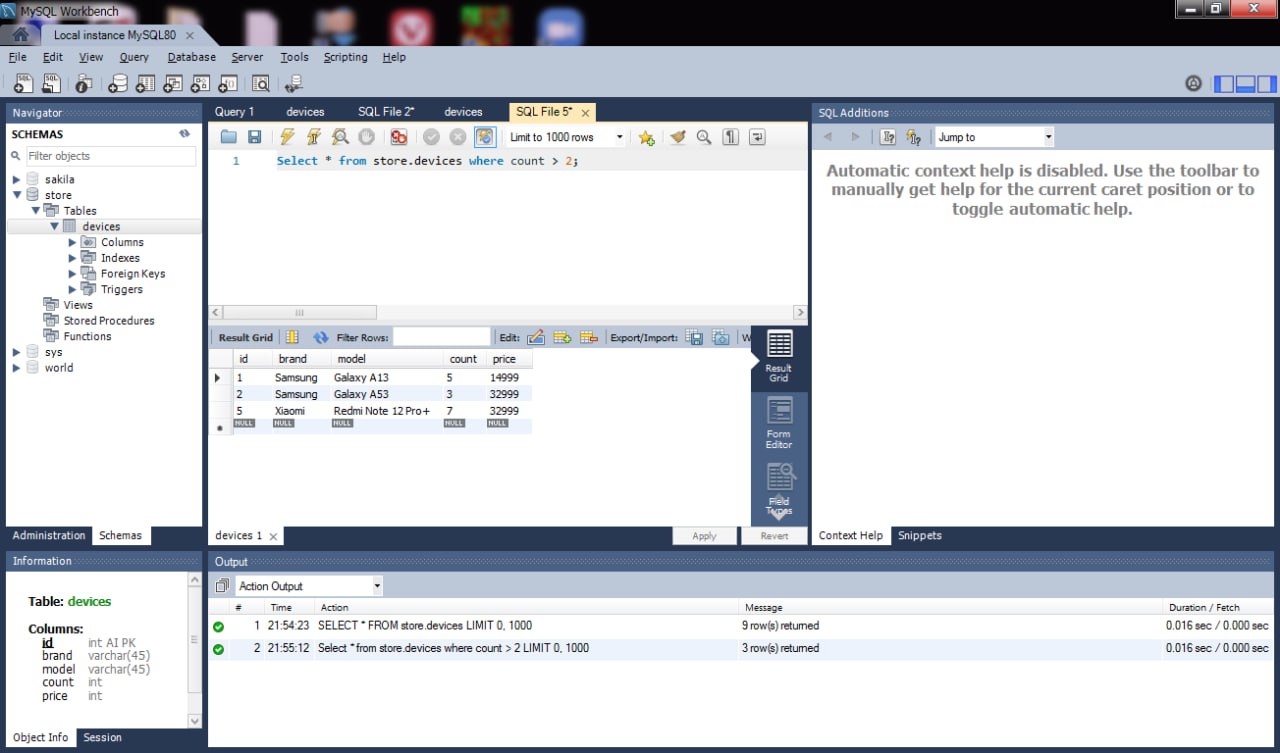 MySQL Workbench
Local instance MySQL80
File Edit View Query Database Server Tools Scripting Help
Navigator
SCHEMAS
Filter objects
sakila
store
Tables
devices
Columns
Indexes
Foreign Keys
Triggers
Views
Stored Procedures
Functions
sys
world
Administration Schemas
Information
Table: devices
Columns:
id int AI PK
brand varchar(45)
model varchar(45)
count int
price int
Object Info Session
Query 1 devices SQL File 2* devices SQL File 5*
Limit to 1000 rows
1 Select * from store.devices where count > 2;
Result Grid Filter Rows: Edit: Export/Import: W
id brand model count price
1 Samsung Galaxy A13 5 14999
2 Samsung Galaxy A53 3 32999
5 Xiaomi Redmi Note 12 Pro+ 7 32999
NULL NULL NULL NULL NULL
Result
Grid
Form
Editor
Field
Types
devices 1
Apply Revert
SQL Additions
Jump to
Automatic context help is disabled. Use the toolbar to
manually get help for the current caret position or to
toggle automatic help.
Context Help Snippets
Output
Action Output
# Time Action Message Duration / Fetch
1 21:54:23 SELECT * FROM store.devices LIMIT 0, 1000 9 row(s) returned 0.016 sec / 0.000 sec
2 21:55:12 Select * from store.devices where count > 2 LIMIT 0, 1000 3 row(s) returned 0.016 sec / 0.000 sec